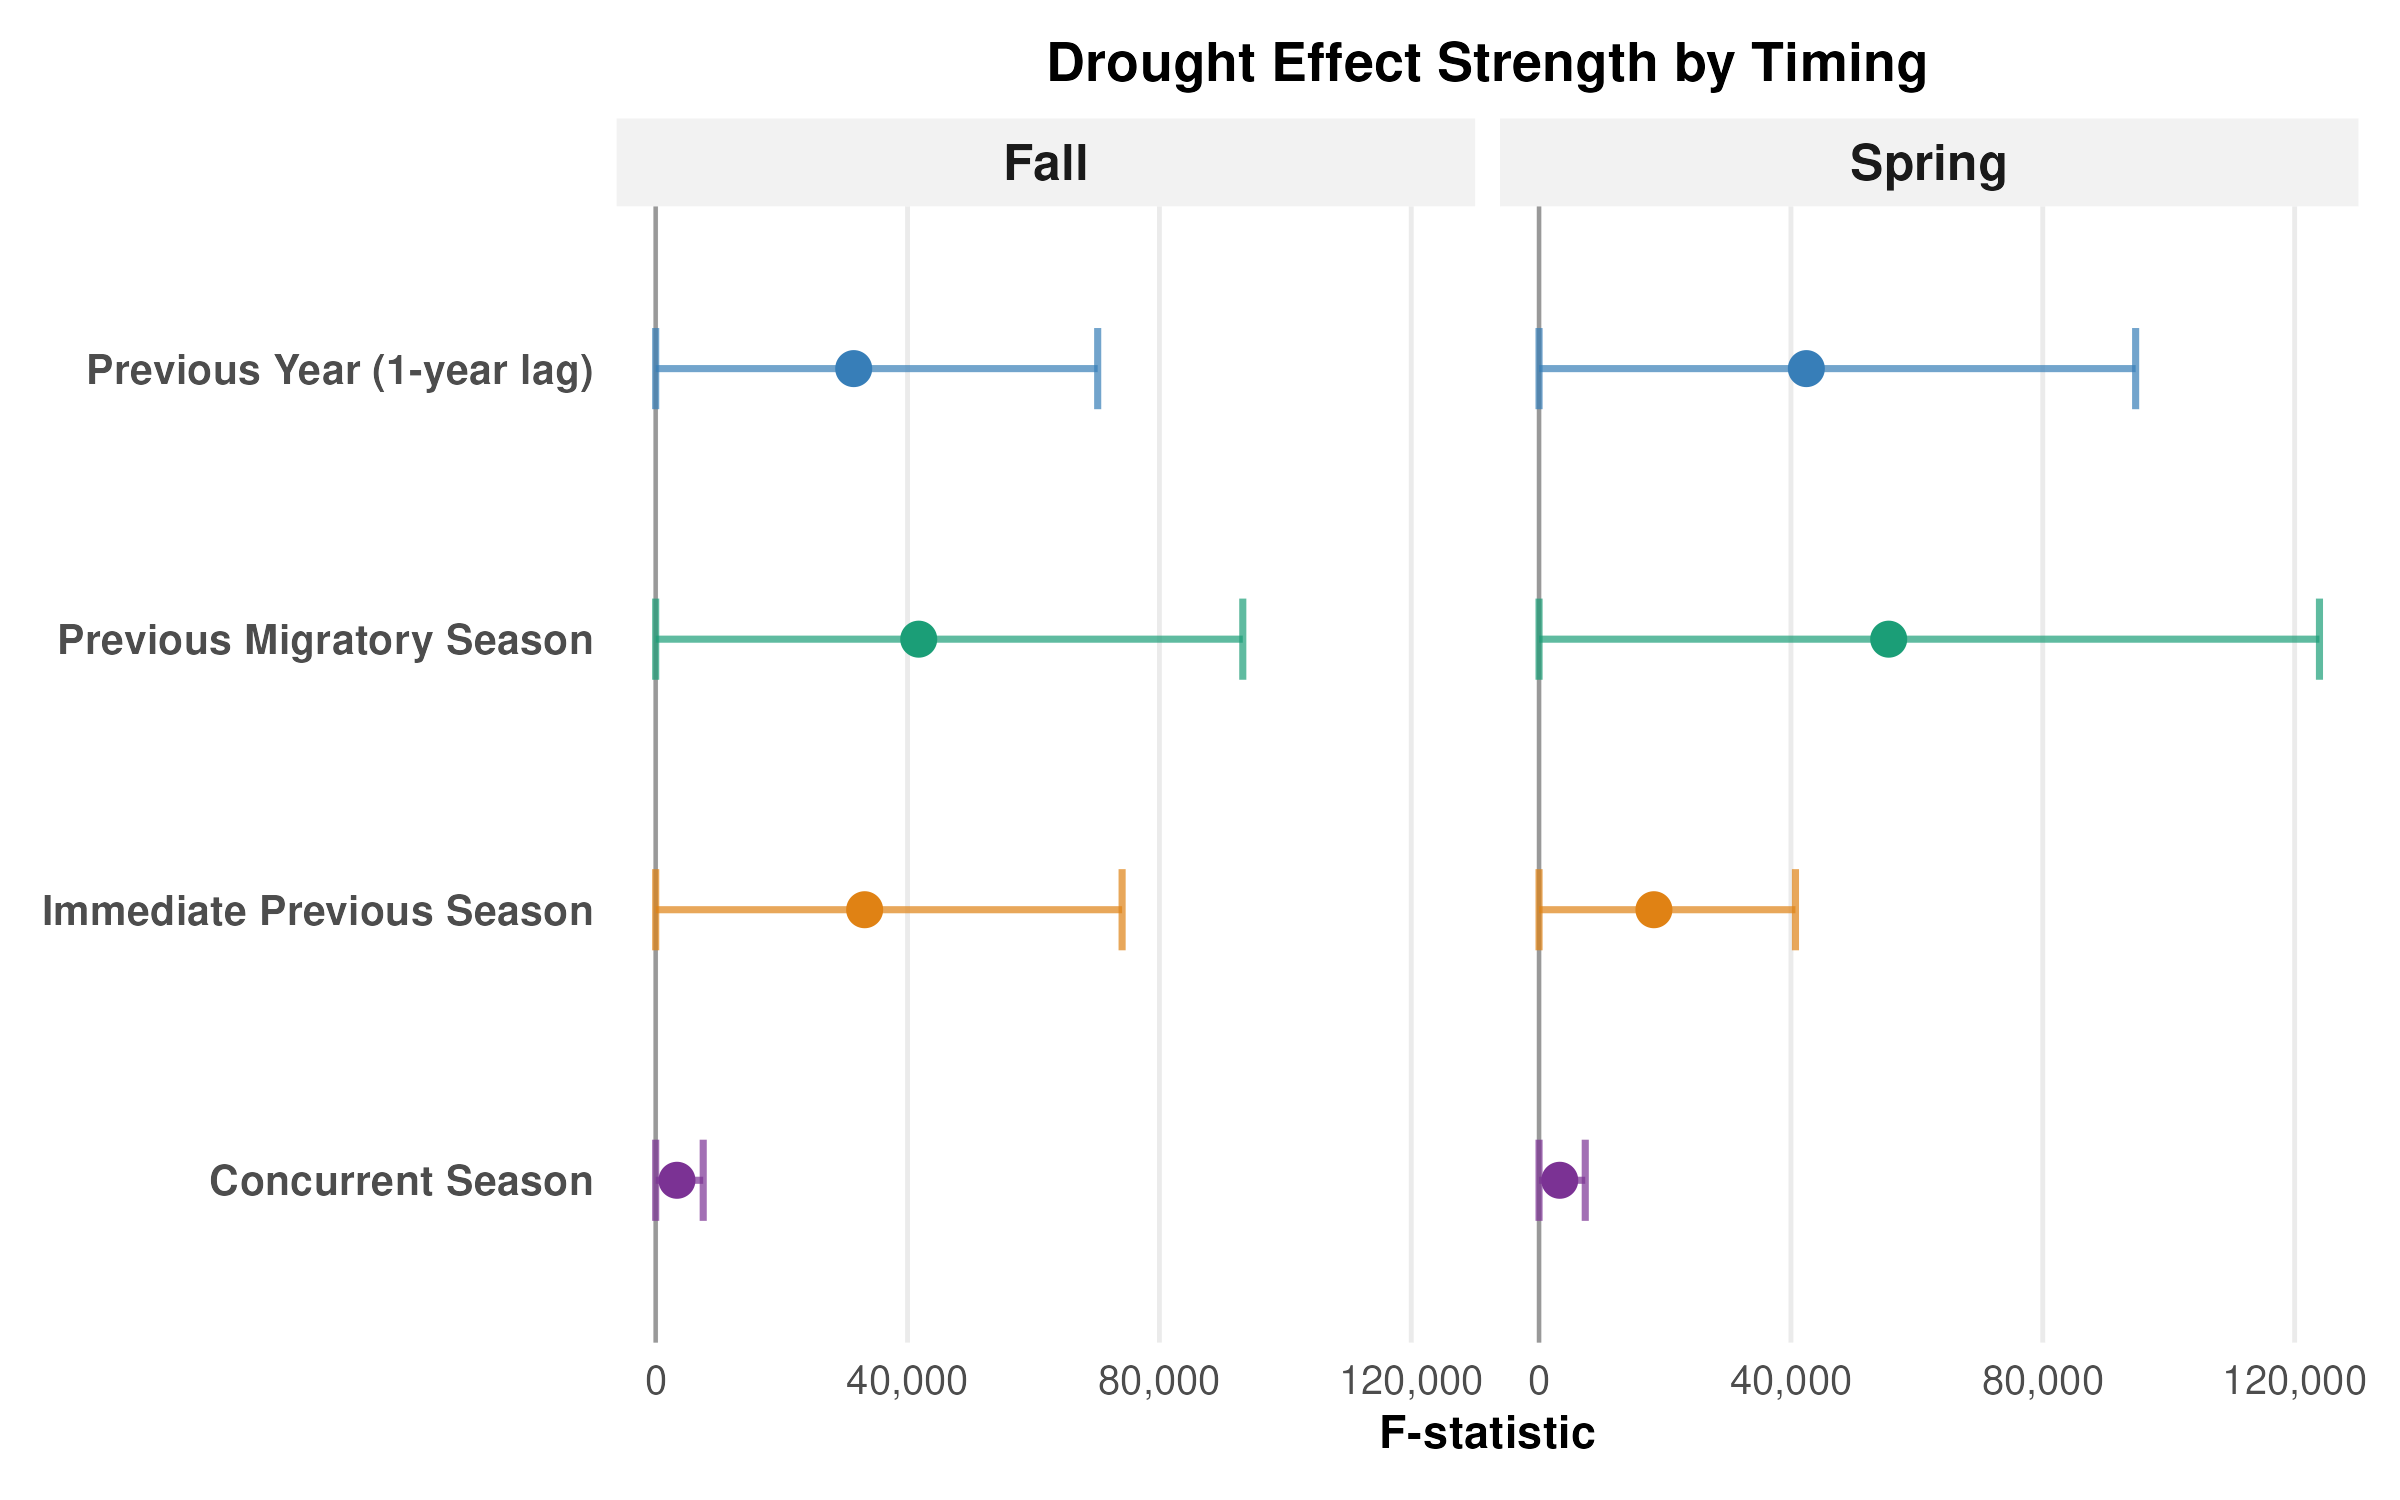 Drought Effect Strength by Timing
Fall
Spring
Previous Year (1-year lag)
Previous Migratory Season
Immediate Previous Season
Concurrent Season
0 40,000 80,000 120,000 0 40,000 80,000 120,000
F-statistic